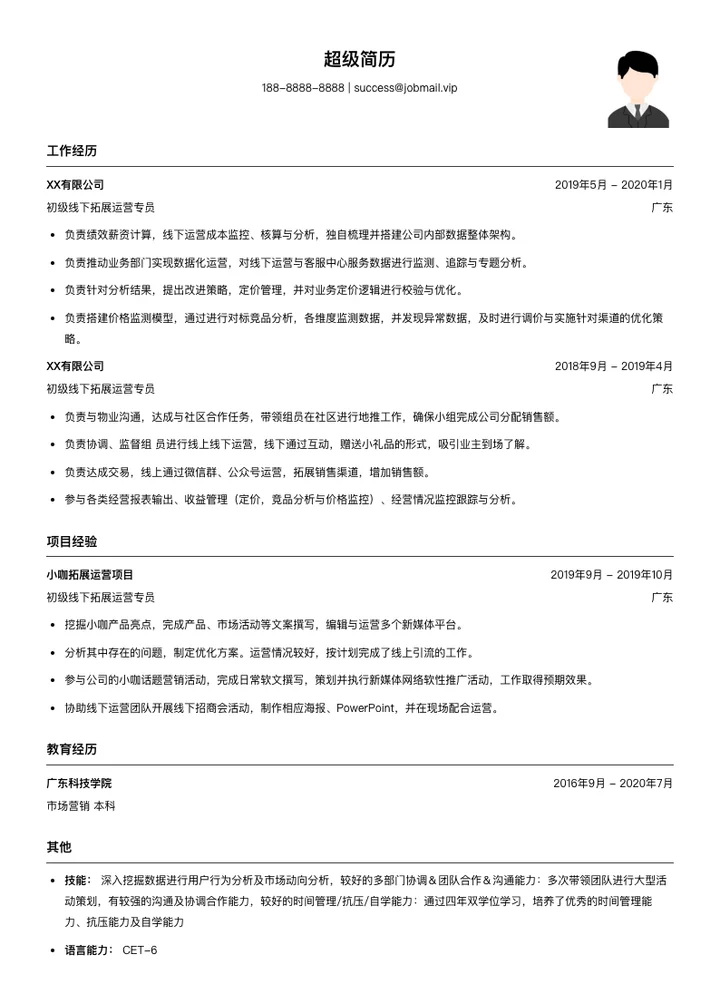 超级简历
188-8888-8888 | success@jobmail.vip
工作经历
XX有限公司 2019年5月 - 2020年1月
初级线下拓展运营专员 广东
• 负责绩效薪资计算，线下运营成本监控、核算与分析，独自梳理并搭建公司内部数据整体架构。
• 负责推动业务部门实现数据化运营，对线下运营与客服中心服务数据进行监测、追踪与专题分析。
• 负责针对分析结果，提出改进策略，定价管理，并对业务定价逻辑进行校验与优化。
• 负责搭建价格监测模型，通过进行对标竞品分析，各维度监测数据，并发现异常数据，及时进行调价与实施针对渠道的优化策
略。
XX有限公司 2018年9月 - 2019年4月
初级线下拓展运营专员 广东
• 负责与物业沟通，达成与社区合作任务，带领组员在社区进行地推工作，确保小组完成公司分配销售额。
• 负责协调、监督组 员进行线上线下运营，线下通过互动，赠送小礼品的形式，吸引业主到场了解。
• 负责达成交易，线上通过微信群、公众号运营，拓展销售渠道，增加销售额。
• 参与各类经营报表输出、收益管理（定价，竞品分析与价格监控）、经营情况监控跟踪与分析。
项目经验
小咖拓展运营项目 2019年9月 - 2019年10月
初级线下拓展运营专员 广东
• 挖掘小咖产品亮点，完成产品、市场活动等文案撰写，编辑与运营多个新媒体平台。
• 分析其中存在的问题，制定优化方案。运营情况较好，按计划完成了线上引流的工作。
• 参与公司的小咖话题营销活动，完成日常软文撰写，策划并执行新媒体网络软性推广活动，工作取得预期效果。
• 协助线下运营团队开展线下招商会活动，制作相应海报、PowerPoint，并在现场配合运营。
教育经历
广东科技学院 2016年9月 - 2020年7月
市场营销 本科
其他
• 技能： 深入挖掘数据进行用户行为分析及市场动向分析，较好的多部门协调＆团队合作＆沟通能力：多次带领团队进行大型活
动策划，有较强的沟通及协调合作能力，较好的时间管理/抗压/自学能力：通过四年双学位学习，培养了优秀的时间管理能
力、抗压能力及自学能力
• 语言能力： CET-6